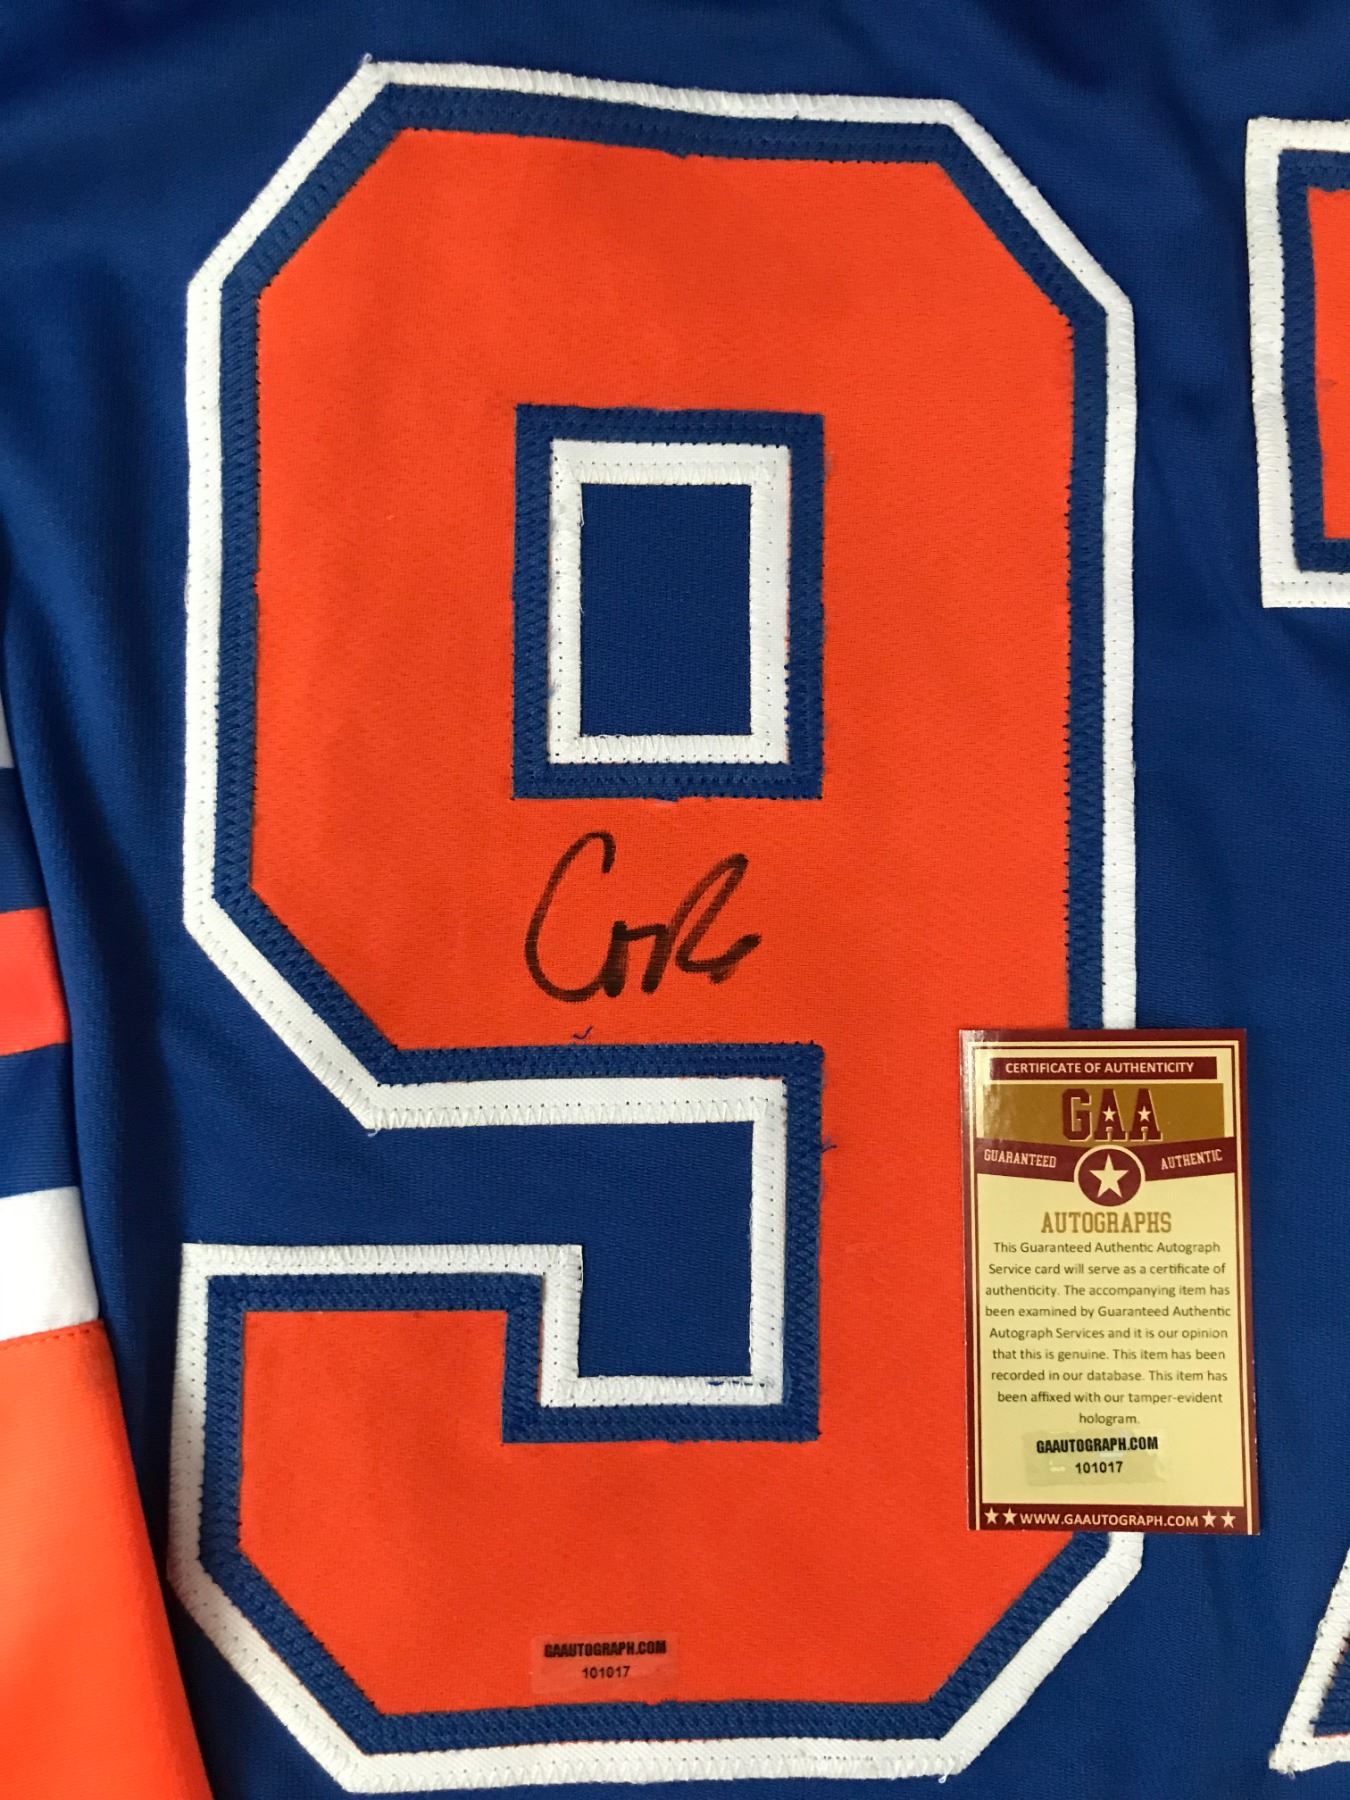 9
CERTIFICATE OF AUTHENTICITY
GAA
GUARANTEED AUTHENTIC
AUTOGRAPHS
This Guaranteed Authentic Autograph
Service card will serve as a certificate of
authenticity. The accompanying item has
been examined by Guaranteed Authentic
Autograph Services and it is our opinion
that this is genuine. This item has been
recorded in our database. This item has
been affixed with our tamper-evident
hologram.
GAAUTOGRAPH.COM
101017
WWW.GAAUTOGRAPH.COM
GAAUTOGRAPH.COM
101017